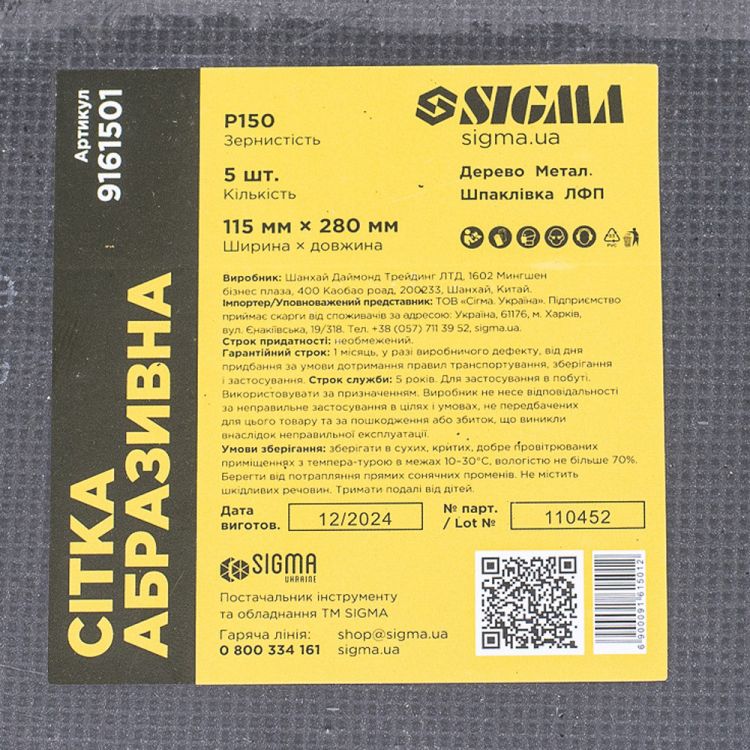 Артикул
9161501
СІТКА
АБРАЗИВНА
P150
Зернистість
5 шт.
Кількість
115 мм × 280 мм
Ширина × довжина
SIGMA
sigma.ua
Дерево Метал.
Шпаклівка ЛФП
PVC
Виробник: Шанхай Даймонд Трейдинг ЛТД, 1602 Мингшен
бізнес плаза, 400 Каобао роад, 200233, Шанхай, Китай.
Імпортер/Уповноважений представник: ТОВ «Сігма Україна». Підприємство
приймає скарги від споживачів за адресою: Україна, 61176, м. Харків,
вул. Єнакіївська, 19/318. Тел. +38 (057) 711 39 52, sigma.ua.
Строк придатності: необмежений.
Гарантійний строк: 1 місяць, у разі виробничого дефекту, від дня
придбання за умови дотримання правил транспортування, зберігання
і застосування. Строк служби: 5 років. Для застосування в побуті.
Використовувати за призначенням. Виробник не несе відповідальності
за неправильне застосування в цілях і умовах, не передбачених
для цього товару та за пошкодження або збиток, що виникли
внаслідок неправильної експлуатації.
Умови зберігання: зберігати в сухих, критих, добре провітрюваних
приміщеннях з темпера-турою в межах 10–30°С, вологістю не більше 70%.
Берегти від потрапляння прямих сонячних променів. Не містить
шкідливих речовин. Тримати подалі від дітей.
Дата
виготов.
12/2024
№ парт.
/ Lot №
110452
SIGMA
UKRAINE
Постачальник інструменту
та обладнання ТМ SIGMA
Гаряча лінія: shop@sigma.ua
0 800 334 161 sigma.ua
6900091615012